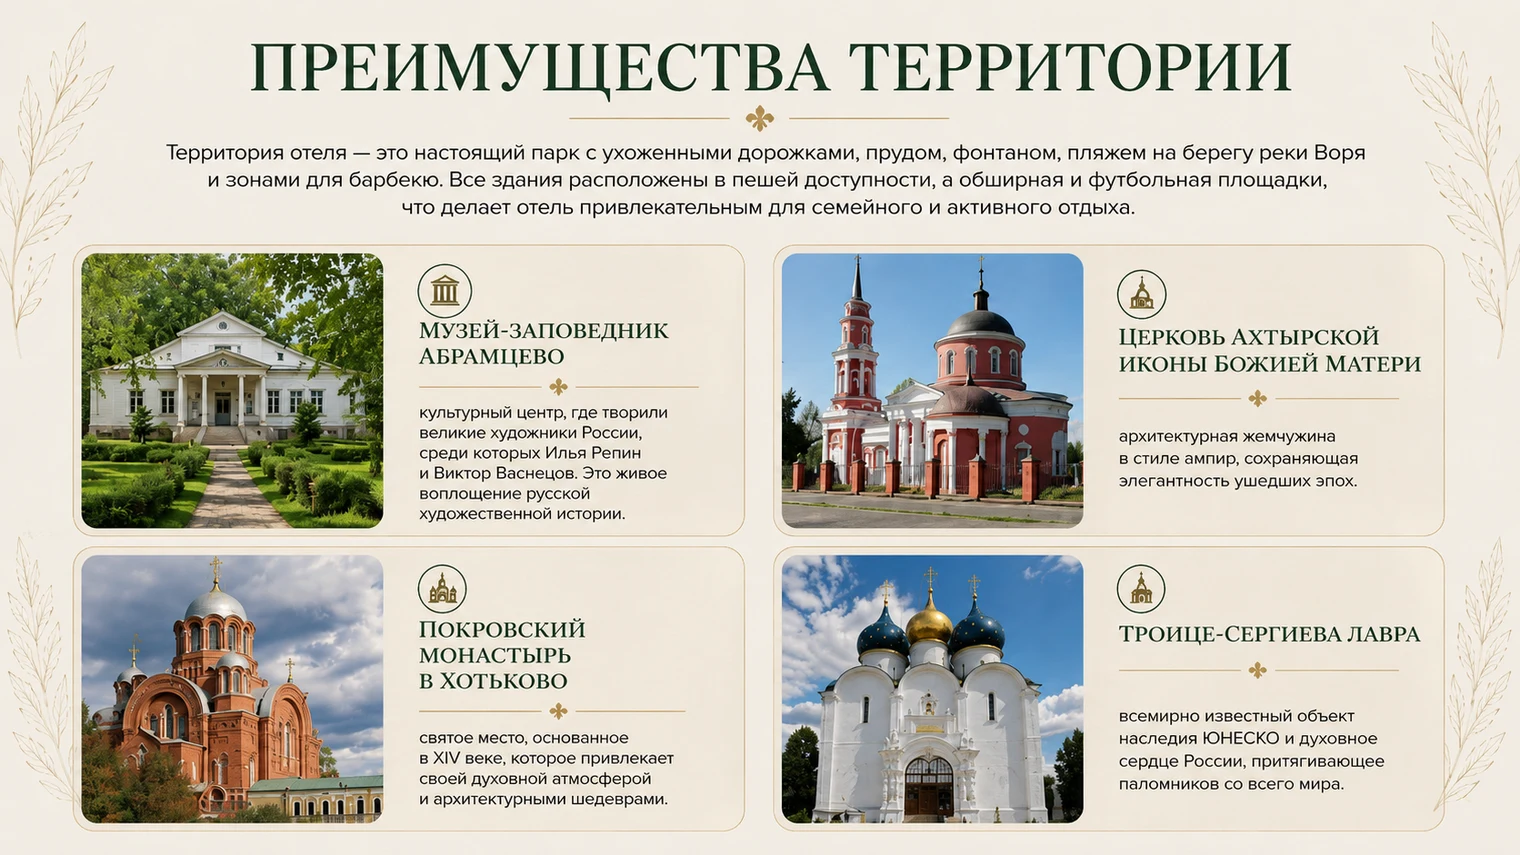 ПРЕИМУЩЕСТВА ТЕРРИТОРИИ
Территория отеля — это настоящий парк с ухоженными дорожками, прудом, фонтаном, пляжем на берегу реки Воря
и зонами для барбекю. Все здания расположены в пешей доступности, а обширная и футбольная площадки,
что делает отель привлекательным для семейного и активного отдыха.
Музей-заповедник
Абрамцево
культурный центр, где творили
великие художники России,
среди которых Илья Репин
и Виктор Васнецов. Это живое
воплощение русской
художественной истории.
Церковь Ахтырской
иконы Божией Матери
архитектурная жемчужина
в стиле ампир, сохраняющая
элегантность ушедших эпох.
Покровский
монастырь
в Хотьково
святое место, основанное
в XIV веке, которое привлекает
своей духовной атмосферой
и архитектурными шедеврами.
Троице-Сергиева лавра
всемирно известный объект
наследия ЮНЕСКО и духовное
сердце России, притягивающее
паломников со всего мира.